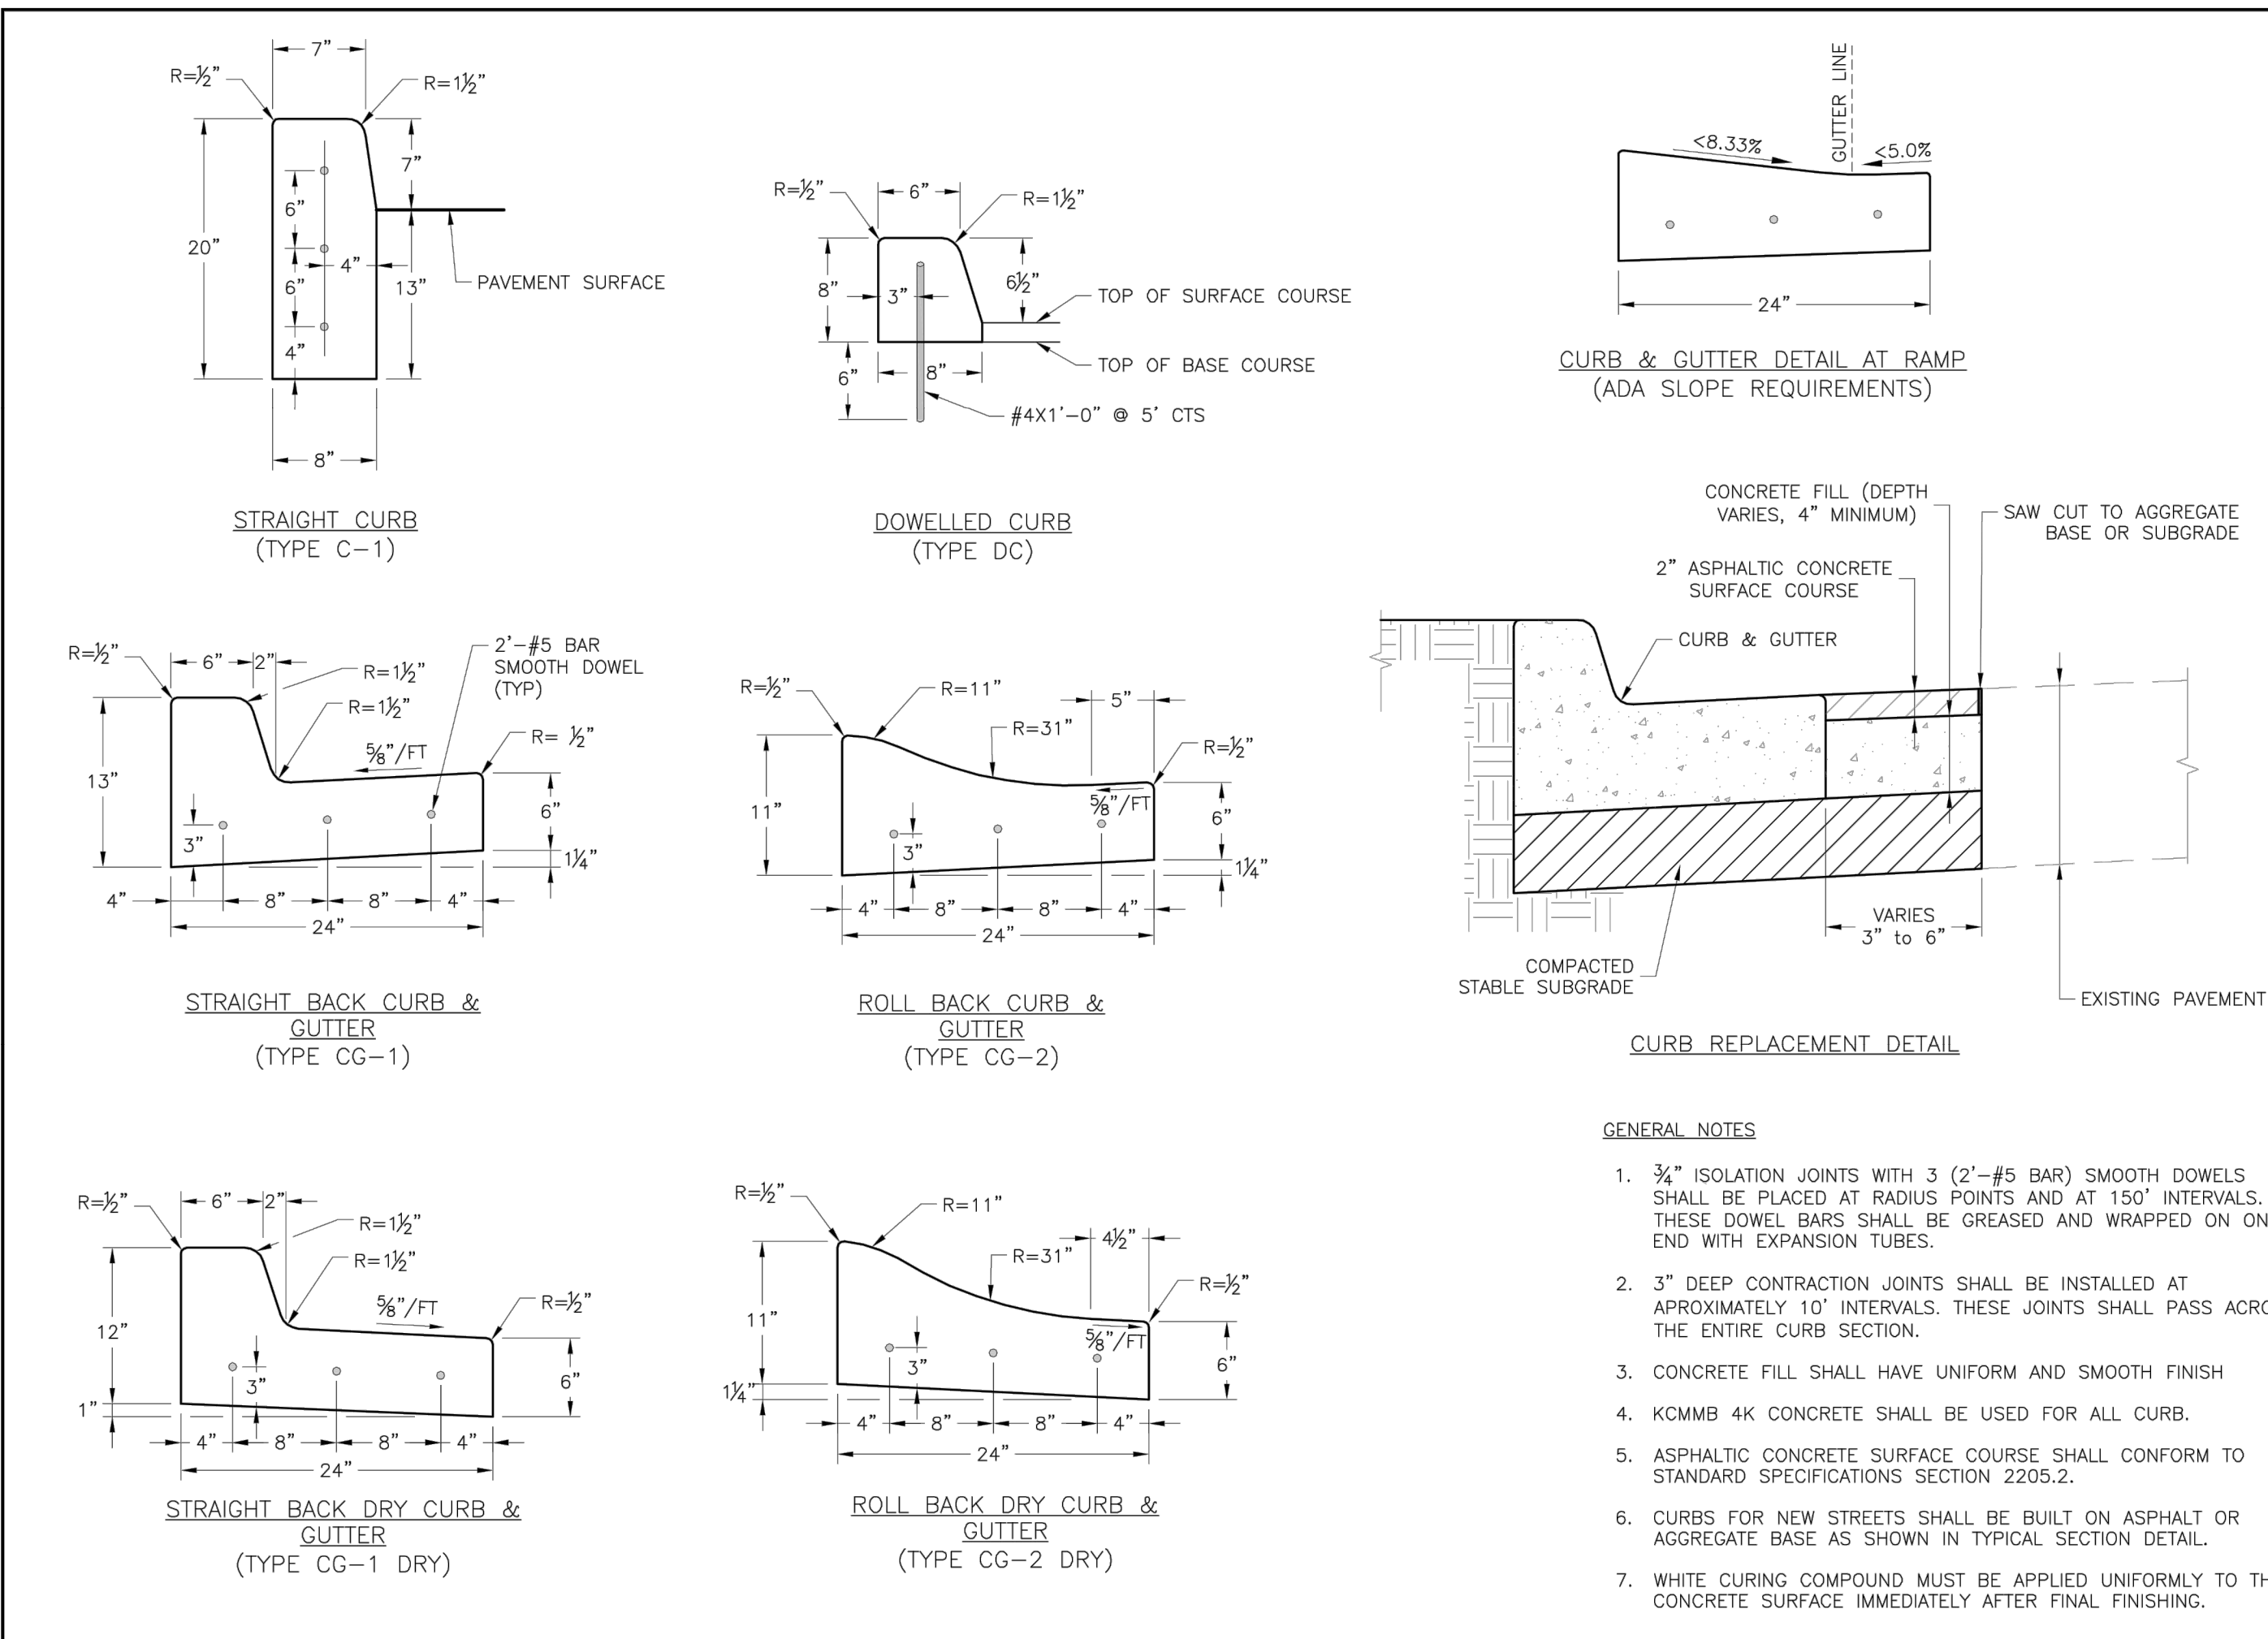 7”
R=½”
R=1½”
7”
6”
20”
4”
6”
13”
PAVEMENT SURFACE
4”
8”
STRAIGHT CURB
(TYPE C-1)
R=½”
6”
R=1½”
8”
3”
6½”
TOP OF SURFACE COURSE
TOP OF BASE COURSE
6”
8”
#4X1’-0” @ 5’ CTS
DOWELLED CURB
(TYPE DC)
GUTTER LINE
<8.33%
<5.0%
24”
CURB & GUTTER DETAIL AT RAMP
(ADA SLOPE REQUIREMENTS)
R=½”
6”
2”
R=1½”
R=1½”
2’-#5 BAR
SMOOTH DOWEL
(TYP)
⅝”/FT
R= ½”
13”
3”
6”
1¼”
4”
8”
8”
4”
24”
STRAIGHT BACK CURB &
GUTTER
(TYPE CG-1)
R=½”
R=11”
5”
R=31”
R=½”
11”
⅝”/FT
3”
6”
1¼”
4”
8”
8”
4”
24”
ROLL BACK CURB &
GUTTER
(TYPE CG-2)
CONCRETE FILL (DEPTH
VARIES, 4” MINIMUM)
SAW CUT TO AGGREGATE
BASE OR SUBGRADE
2” ASPHALTIC CONCRETE
SURFACE COURSE
CURB & GUTTER
VARIES
3” to 6”
COMPACTED
STABLE SUBGRADE
EXISTING PAVEMENT
CURB REPLACEMENT DETAIL
R=½”
6”
2”
R=1½”
R=1½”
⅝”/FT
R=½”
12”
3”
6”
1”
4”
8”
8”
4”
24”
STRAIGHT BACK DRY CURB &
GUTTER
(TYPE CG-1 DRY)
R=½”
R=11”
4½”
R=31”
R=½”
11”
⅝”/FT
3”
6”
1¼”
4”
8”
8”
4”
24”
ROLL BACK DRY CURB &
GUTTER
(TYPE CG-2 DRY)
GENERAL NOTES
1. ¾” ISOLATION JOINTS WITH 3 (2’-#5 BAR) SMOOTH DOWELS
SHALL BE PLACED AT RADIUS POINTS AND AT 150’ INTERVALS.
THESE DOWEL BARS SHALL BE GREASED AND WRAPPED ON
END WITH EXPANSION TUBES.
2. 3” DEEP CONTRACTION JOINTS SHALL BE INSTALLED AT
APROXIMATELY 10’ INTERVALS. THESE JOINTS SHALL PASS
THE ENTIRE CURB SECTION.
3. CONCRETE FILL SHALL HAVE UNIFORM AND SMOOTH FINISH
4. KCMMB 4K CONCRETE SHALL BE USED FOR ALL CURB.
5. ASPHALTIC CONCRETE SURFACE COURSE SHALL CONFORM TO
STANDARD SPECIFICATIONS SECTION 2205.2.
6. CURBS FOR NEW STREETS SHALL BE BUILT ON ASPHALT OR
AGGREGATE BASE AS SHOWN IN TYPICAL SECTION DETAIL.
7. WHITE CURING COMPOUND MUST BE APPLIED UNIFORMLY TO
CONCRETE SURFACE IMMEDIATELY AFTER FINAL FINISHING.